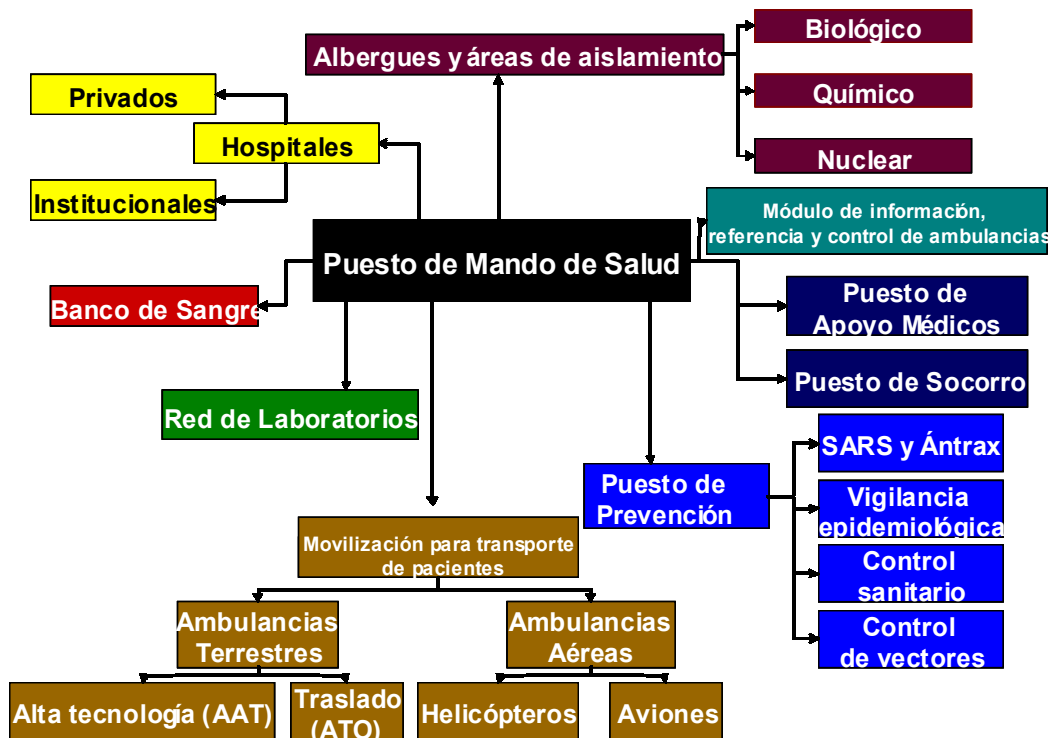 Biológico
Albergues y áreas de aislamiento
Privados
Químico
Hospitales
Nuclear
Institucionales
Módulo de información,
referencia y control de ambulancias
Puesto de Mando de Salud
Banco de Sangre
Puesto de
Apoyo Médicos
Puesto de Socorro
Red de Laboratorios
SARS y Ántrax
Puesto de
Prevención
Vigilancia
epidemiológica
Movilización para transporte
de pacientes
Control
sanitario
Ambulancias
Terrestres
Ambulancias
Aéreas
Control
de vectores
Alta tecnología (AAT)
Traslado
(ATO)
Helicópteros
Aviones